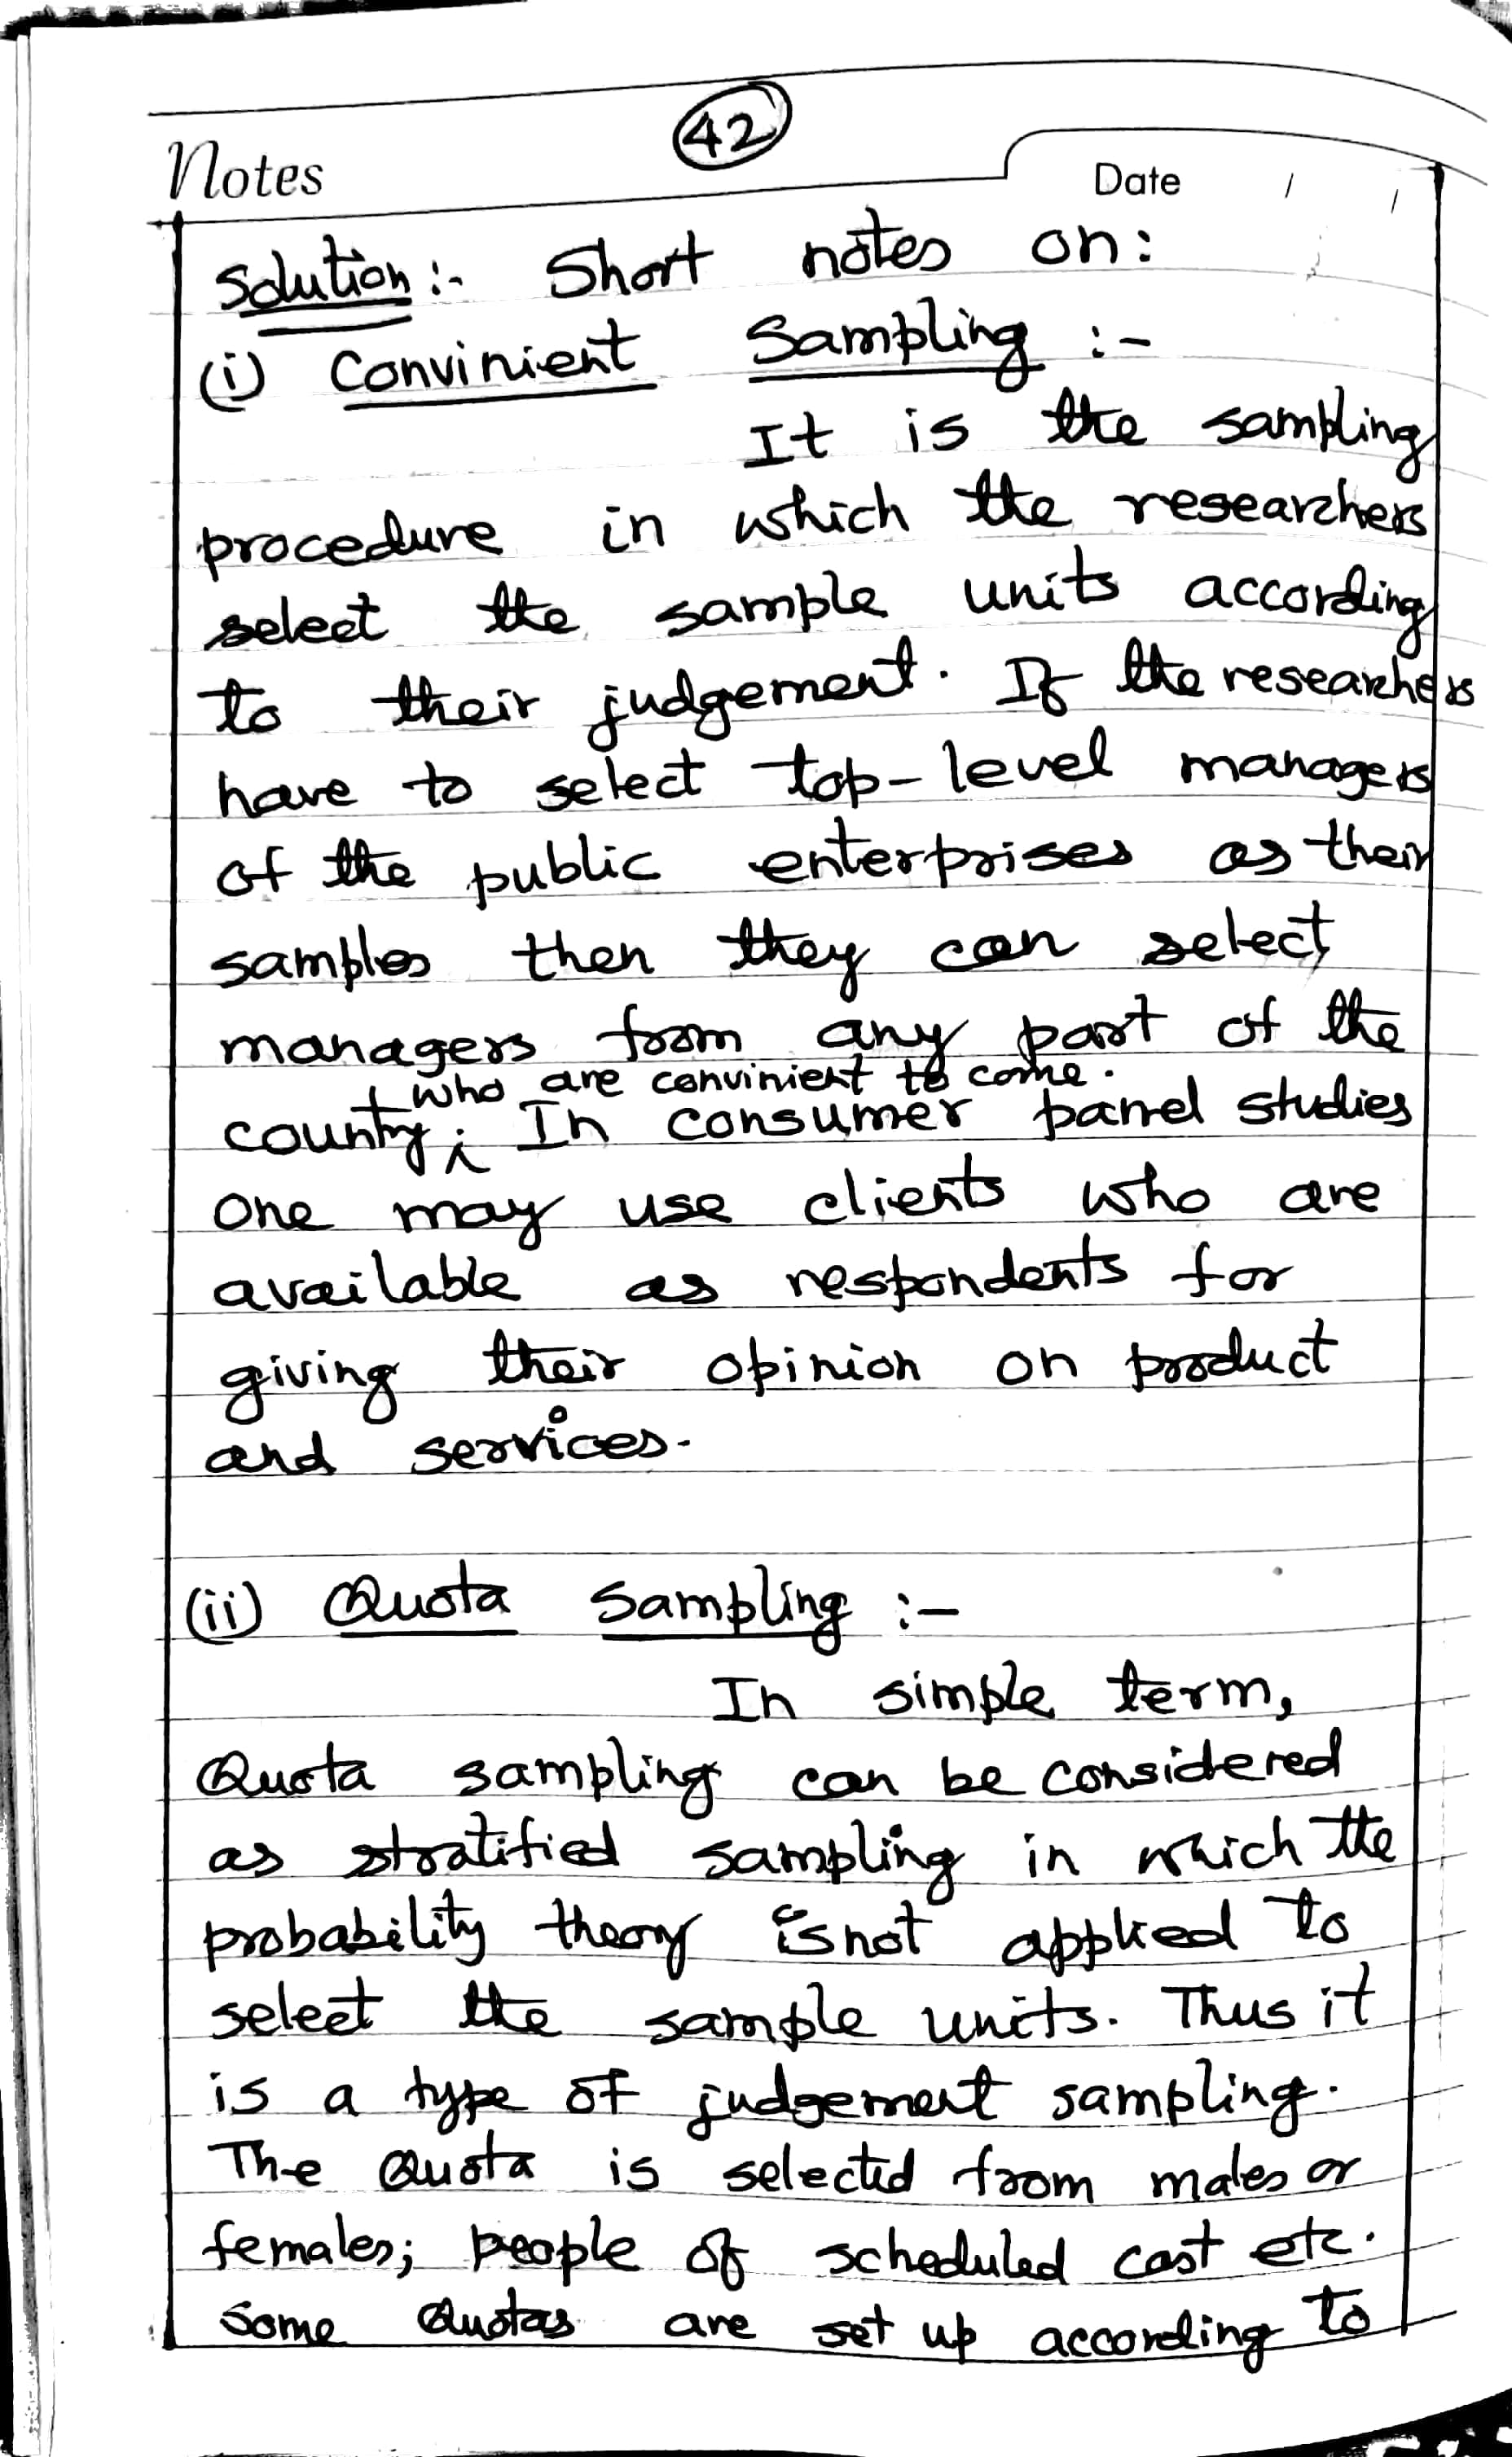 42
Notes
Date / /
Solution:- Short notes on:
(i) Convinient Sampling :-
It is the sampling
procedure in which the researchers
select the sample units according
to their judgement. If the researchers
have to select top-level managers
of the public enterprises as their
samples then they can select
managers from any part of the
who are convinient to come.
country; In consumer panel studies
one may use clients who are
available as respondents for
giving their opinion on product
and services.
(ii) Quota Sampling :-
In simple term,
Quota sampling can be considered
as stratified sampling in which the
probability theory is not applied to
select the sample units. Thus it
is a type of judgement sampling.
The Quota is selected from males or
females; people of scheduled cast etc.
Some Quotas are set up according to